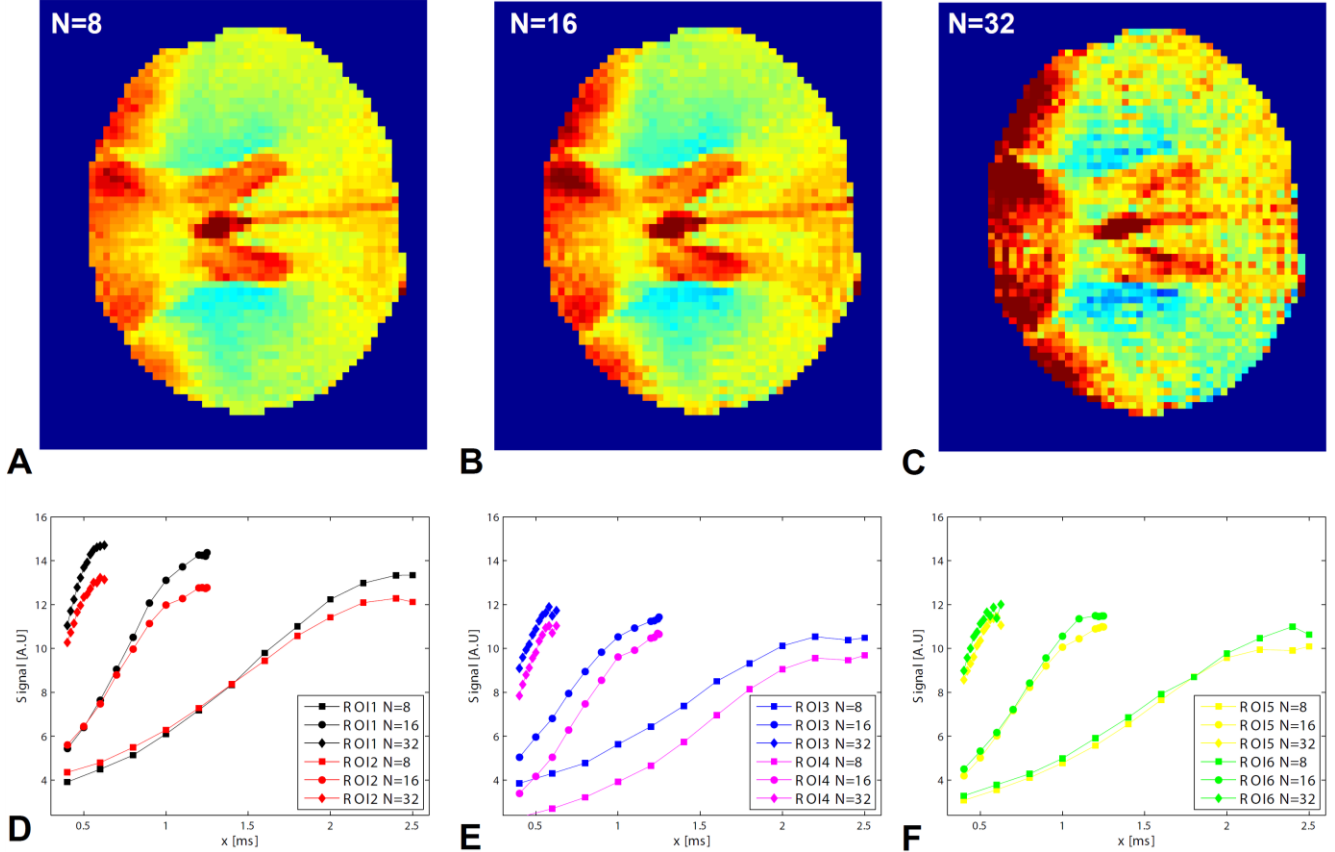 N=8
N=16
N=32
A
B
C
16
14
12
10
8
6
4
Signal [A.U]
0.5
1
1.5
2
2.5
x [ms]
ROI1 N=8
ROI1 N=16
ROI1 N=32
ROI2 N=8
ROI2 N=16
ROI2 N=32
D
16
14
12
10
8
6
4
Signal [A.U]
0.5
1
1.5
2
2.5
x [ms]
ROI3 N=8
ROI3 N=16
ROI3 N=32
ROI4 N=8
ROI4 N=16
ROI4 N=32
E
16
14
12
10
8
6
4
Signal [A.U]
0.5
1
1.5
2
2.5
x [ms]
ROI5 N=8
ROI5 N=16
ROI5 N=32
ROI6 N=8
ROI6 N=16
ROI6 N=32
F